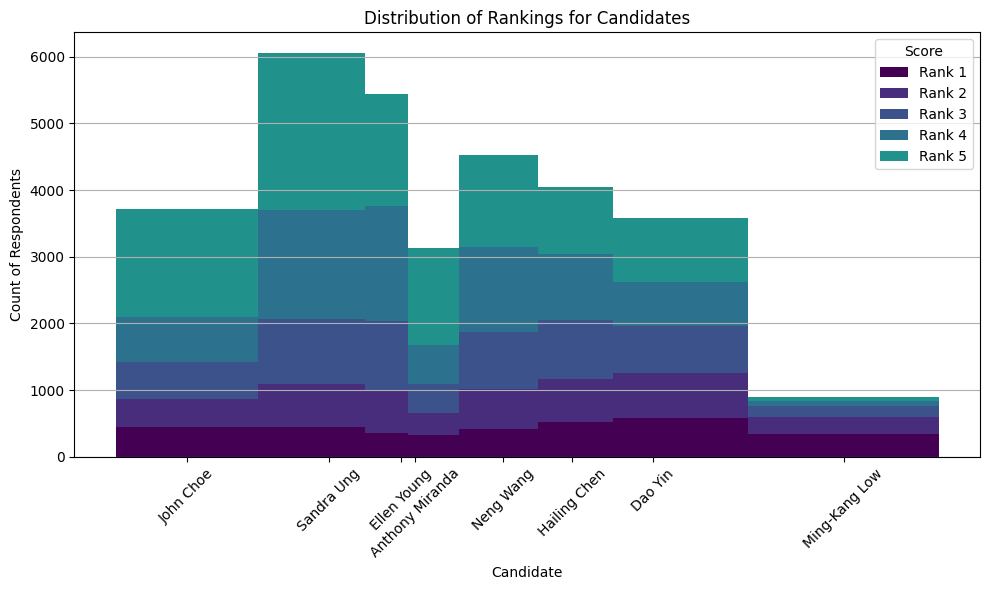 Distribution of Rankings for Candidates
Count of Respondents
6000
5000
4000
3000
2000
1000
0
Score
Rank 1
Rank 2
Rank 3
Rank 4
Rank 5
John Choe
Sandra Ung
Ellen Young
Anthony Miranda
Neng Wang
Hailing Chen
Dao Yin
Ming-Kang Low
Candidate